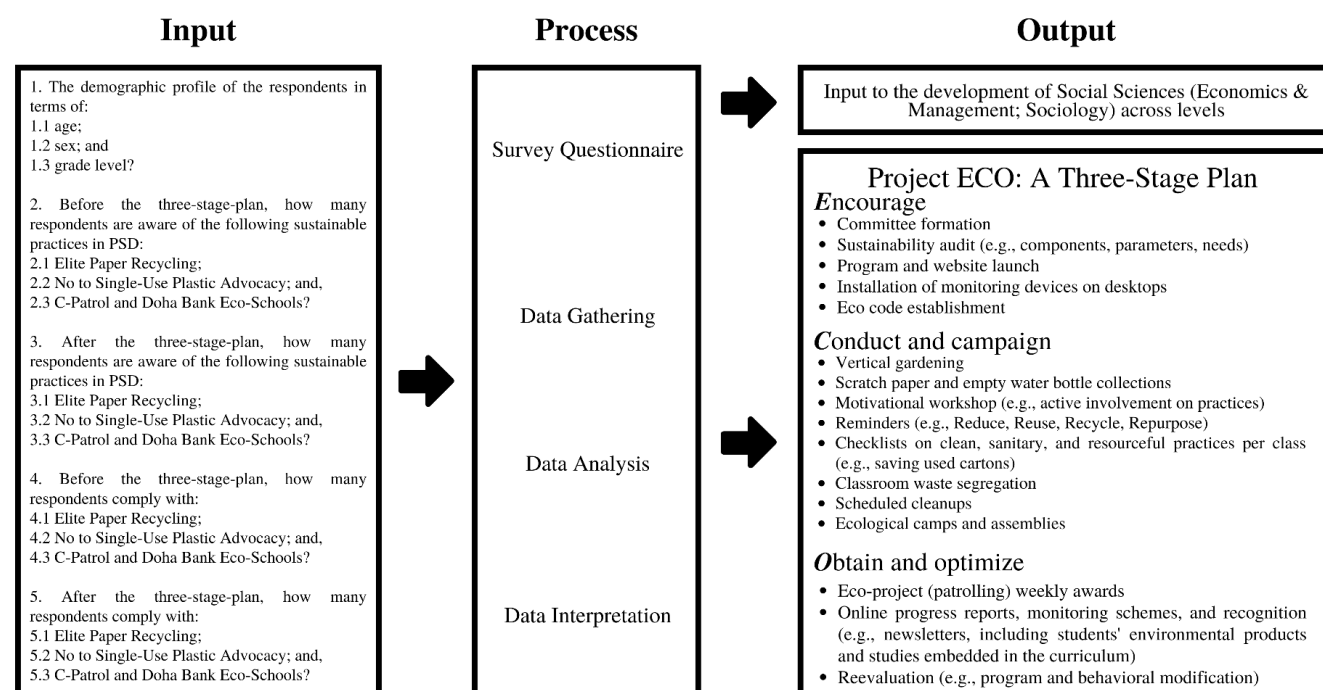 Input
1. The demographic profile of the respondents in
terms of:
1.1 age;
1.2 sex; and
1.3 grade level?
2. Before the three-stage-plan, how many
respondents are aware of the following sustainable
practices in PSD:
2.1 Elite Paper Recycling;
2.2 No to Single-Use Plastic Advocacy; and,
2.3 C-Patrol and Doha Bank Eco-Schools?
3. After the three-stage-plan, how many
respondents are aware of the following sustainable
practices in PSD:
3.1 Elite Paper Recycling;
3.2 No to Single-Use Plastic Advocacy; and,
3.3 C-Patrol and Doha Bank Eco-Schools?
4. Before the three-stage-plan, how many
respondents comply with:
4.1 Elite Paper Recycling;
4.2 No to Single-Use Plastic Advocacy; and,
4.3 C-Patrol and Doha Bank Eco-Schools?
5. After the three-stage-plan, how many
respondents comply with:
5.1 Elite Paper Recycling;
5.2 No to Single-Use Plastic Advocacy; and,
5.3 C-Patrol and Doha Bank Eco-Schools?
Process
Survey Questionnaire
Data Gathering
Data Analysis
Data Interpretation
Output
Input to the development of Social Sciences (Economics &
Management; Sociology) across levels
Project ECO: A Three-Stage Plan
Encourage
• Committee formation
• Sustainability audit (e.g., components, parameters, needs)
• Program and website launch
• Installation of monitoring devices on desktops
• Eco code establishment
Conduct and campaign
• Vertical gardening
• Scratch paper and empty water bottle collections
• Motivational workshop (e.g., active involvement on practices)
• Reminders (e.g., Reduce, Reuse, Recycle, Repurpose)
• Checklists on clean, sanitary, and resourceful practices per class
(e.g., saving used cartons)
• Classroom waste segregation
• Scheduled cleanups
• Ecological camps and assemblies
Obtain and optimize
• Eco-project (patrolling) weekly awards
• Online progress reports, monitoring schemes, and recognition
(e.g., newsletters, including students' environmental products
and studies embedded in the curriculum)
• Reevaluation (e.g., program and behavioral modification)